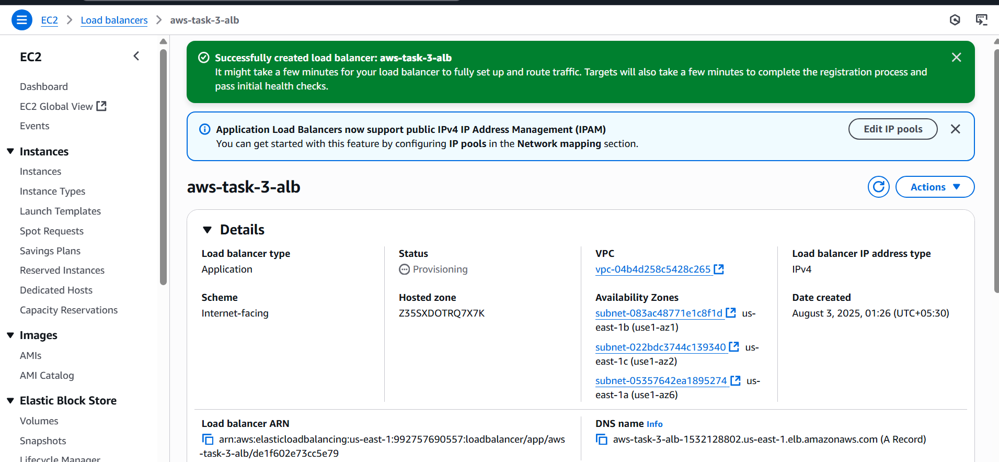 EC2 > Load balancers > aws-task-3-alb
EC2
Dashboard
EC2 Global View
Events
Instances
Instances
Instance Types
Launch Templates
Spot Requests
Savings Plans
Reserved Instances
Dedicated Hosts
Capacity Reservations
Images
AMIs
AMI Catalog
Elastic Block Store
Volumes
Snapshots
Lifecycle Manager
Successfully created load balancer: aws-task-3-alb
It might take a few minutes for your load balancer to fully set up and route traffic. Targets will also take a few minutes to complete the registration process and
pass initial health checks.
Application Load Balancers now support public IPv4 IP Address Management (IPAM)
You can get started with this feature by configuring IP pools in the Network mapping section.
Edit IP pools
aws-task-3-alb
Actions
Details
Load balancer type
Application
Scheme
Internet-facing
Status
Provisioning
Hosted zone
Z35SXDOTRQ7X7K
VPC
vpc-04b4d258c5428c265
Availability Zones
subnet-083ac48771e1c8f1d us-
east-1b (use1-az1)
subnet-022bdc3744c139340 us-
east-1c (use1-az2)
subnet-05357642ea1895274 us-
east-1a (use1-az6)
Load balancer IP address type
IPv4
Date created
August 3, 2025, 01:26 (UTC+05:30)
Load balancer ARN
arn:aws:elasticloadbalancing:us-east-1:992757690557:loadbalancer/app/aws
-task-3-alb/de1f602e73cc5e79
DNS name Info
aws-task-3-alb-1532128802.us-east-1.elb.amazonaws.com (A Record)